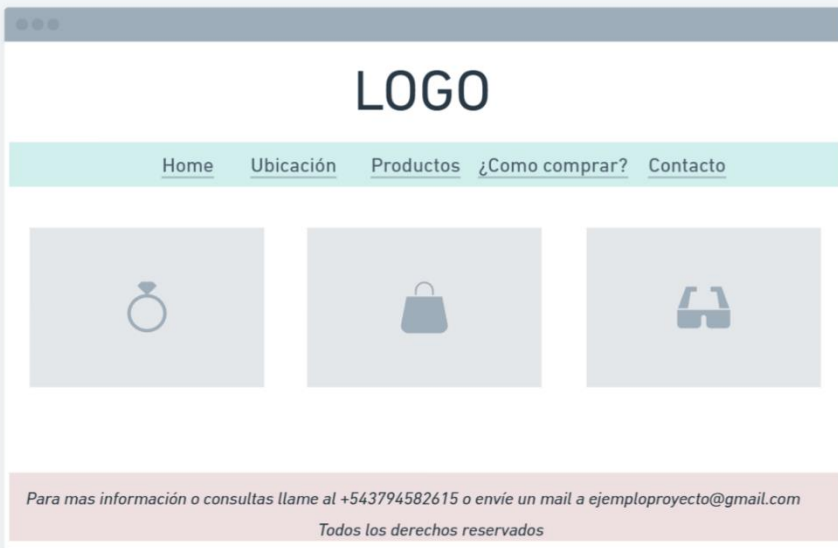 LOGO
Home Ubicación Productos ¿Como comprar? Contacto
Para mas información o consultas llame al +543794582615 o envíe un mail a ejemploproyecto@gmail.com
Todos los derechos reservados